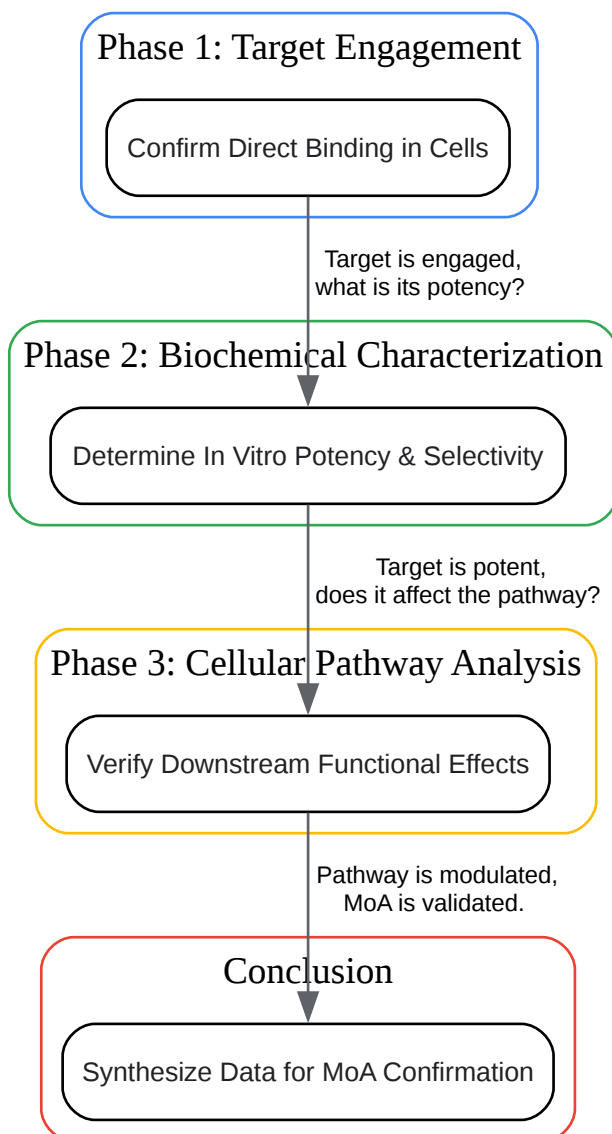 Phase 1: Target Engagement
Confirm Direct Binding in Cells
Target is engaged,
what is its potency?
Phase 2: Biochemical Characterization
Determine In Vitro Potency & Selectivity
Target is potent,
does it affect the pathway?
Phase 3: Cellular Pathway Analysis
Verify Downstream Functional Effects
Pathway is modulated,
MoA is validated.
Conclusion
Synthesize Data for MoA Confirmation